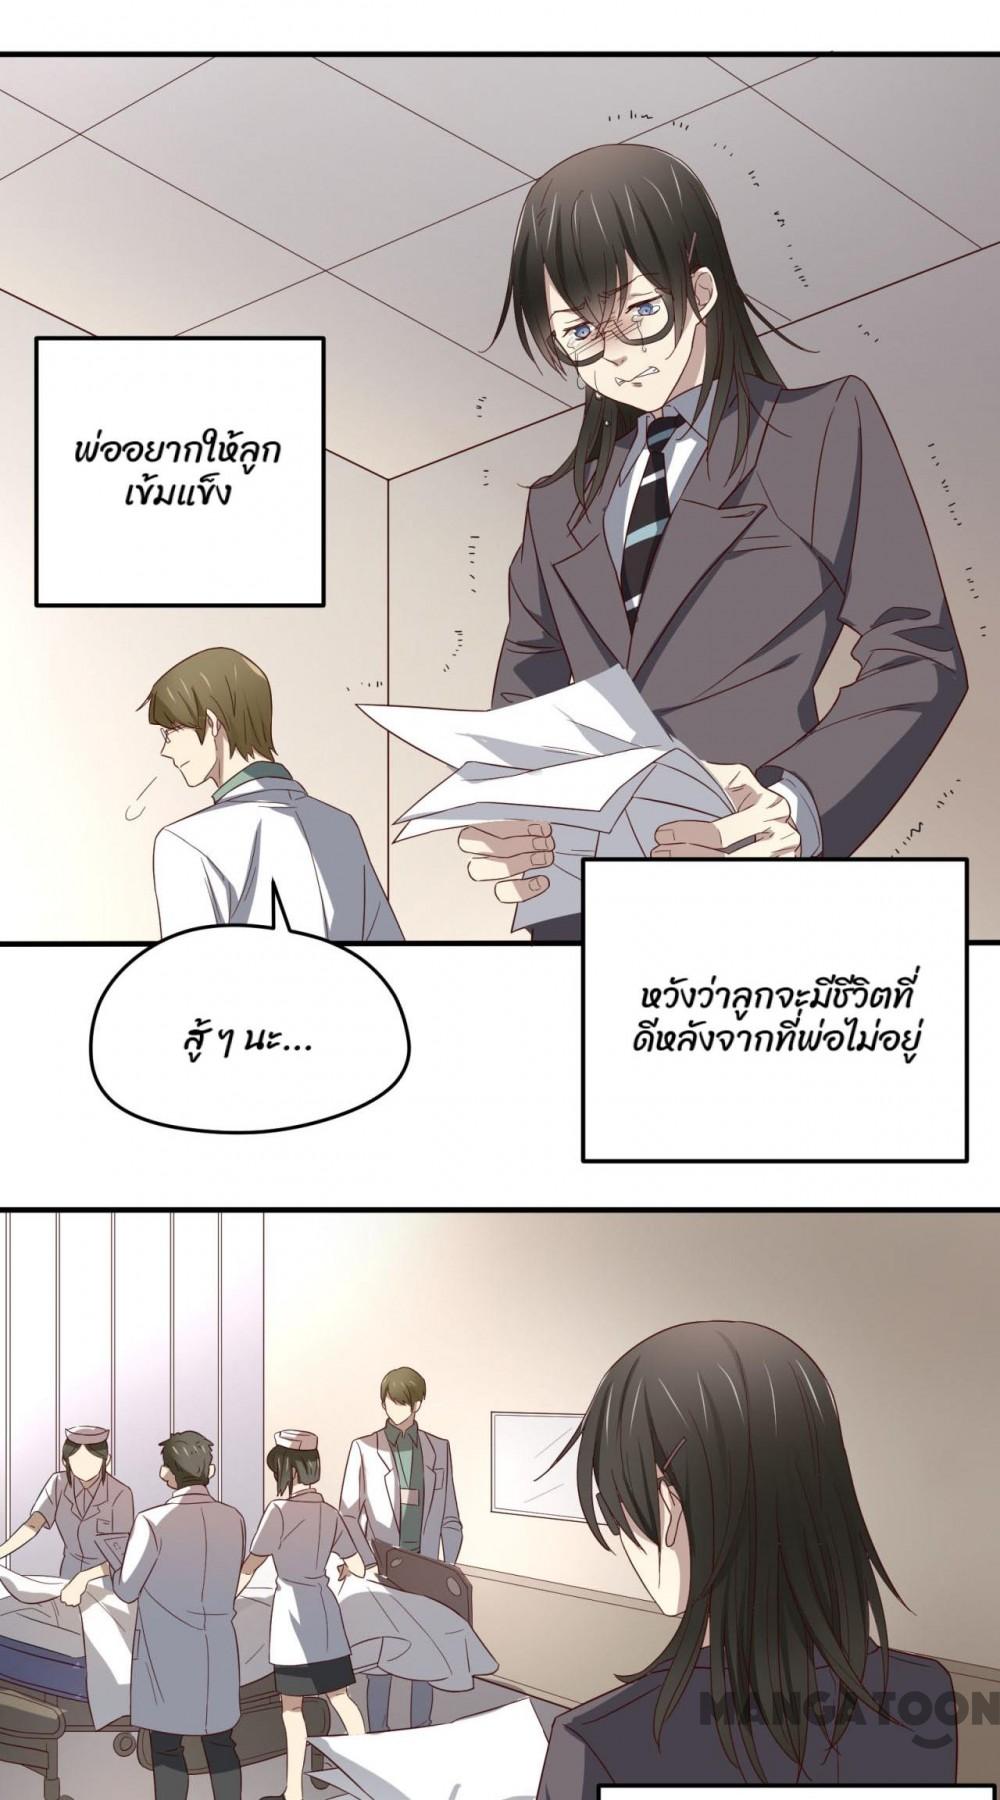 พ่ออยากให้ลูก
เข้มแข็ง
หวังว่าลูกจะมีชีวิตที่
ดีหลังจากที่พ่อไม่อยู่
สู้ ๆ นะ...
MANGATOON